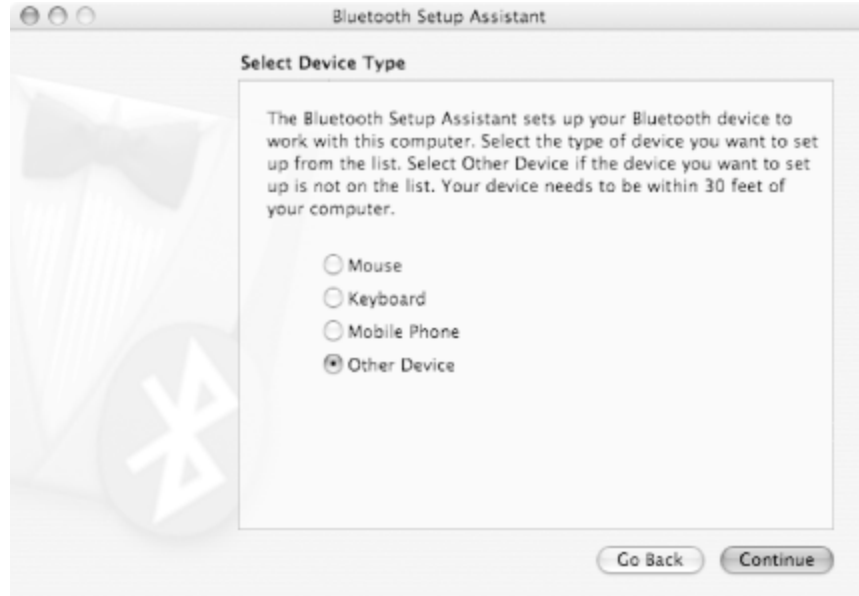 Bluetooth Setup Assistant
Select Device Type
The Bluetooth Setup Assistant sets up your Bluetooth device to
work with this computer. Select the type of device you want to set
up from the list. Select Other Device if the device you want to set
up is not on the list. Your device needs to be within 30 feet of
your computer.
Mouse
Keyboard
Mobile Phone
Other Device
Go Back
Continue